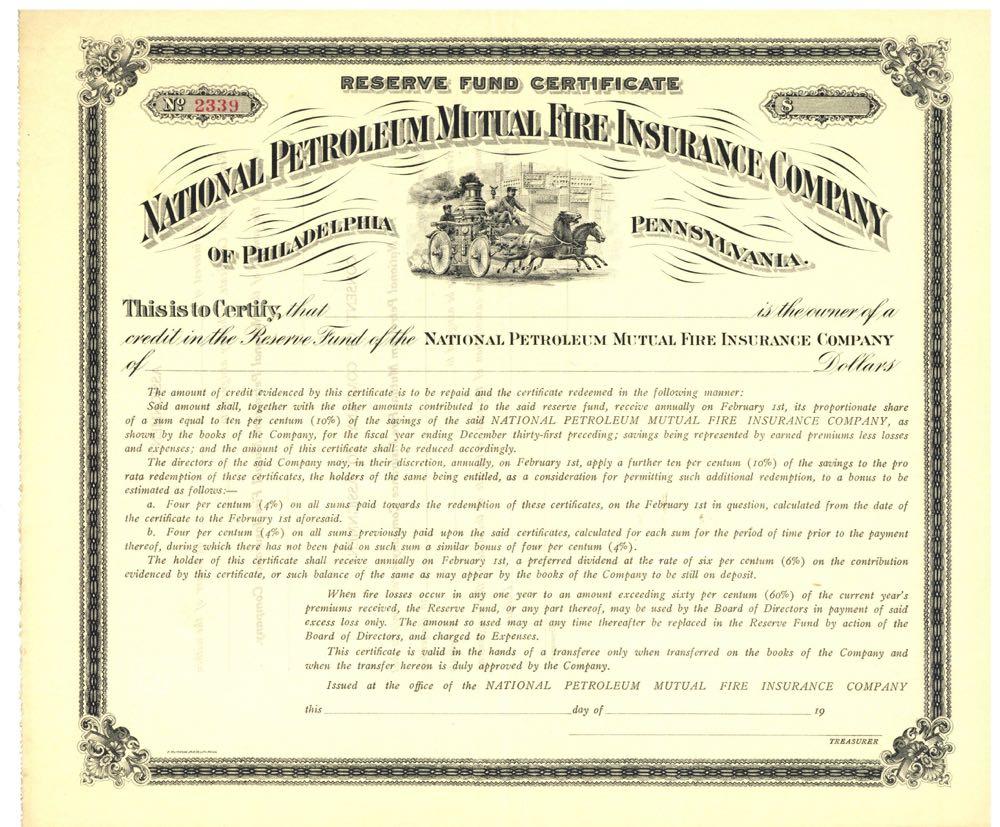 RESERVE FUND CERTIFICATE
Nº 2339
$
NATIONAL PETROLEUM MUTUAL FIRE INSURANCE COMPANY
OF PHILADELPHIA
PENNSYLVANIA.
This is to Certify, that is the owner of a
credit in the Reserve Fund of the NATIONAL PETROLEUM MUTUAL FIRE INSURANCE COMPANY
of Dollars
The amount of credit evidenced by this certificate is to be repaid and the certificate redeemed in the following manner:
Said amount shall, together with the other amounts contributed to the said reserve fund, receive annually on February 1st, its proportionate share
of a sum equal to ten per centum (10%) of the savings of the said NATIONAL PETROLEUM MUTUAL FIRE INSURANCE COMPANY, as
shown by the books of the Company, for the fiscal year ending December thirty-first preceding; savings being represented by earned premiums less losses
and expenses; and the amount of this certificate shall be reduced accordingly.
The directors of the said Company may, in their discretion, annually, on February 1st, apply a further ten per centum (10%) of the savings to the pro
rata redemption of these certificates, the holders of the same being entitled, as a consideration for permitting such additional redemption, to a bonus to be
estimated as follows:—
a. Four per centum (4%) on all sums paid towards the redemption of these certificates, on the February 1st in question, calculated from the date of
the certificate to the February 1st aforesaid.
b. Four per centum (4%) on all sums previously paid upon the said certificates, calculated for each sum for the period of time prior to the payment
thereof, during which there has not been paid on such sum a similar bonus of four per centum (4%).
The holder of this certificate shall receive annually on February 1st, a preferred dividend at the rate of six per centum (6%) on the contribution
evidenced by this certificate, or such balance of the same as may appear by the books of the Company to be still on deposit.
When fire losses occur in any one year to an amount exceeding sixty per centum (60%) of the current year's
premiums received, the Reserve Fund, or any part thereof, may be used by the Board of Directors in payment of said
excess loss only. The amount so used may at any time thereafter be replaced in the Reserve Fund by action of the
Board of Directors, and charged to Expenses.
This certificate is valid in the hands of a transferee only when transferred on the books of the Company and
when the transfer hereon is duly approved by the Company.
Issued at the office of the NATIONAL PETROLEUM MUTUAL FIRE INSURANCE COMPANY
this day of 19
TREASURER